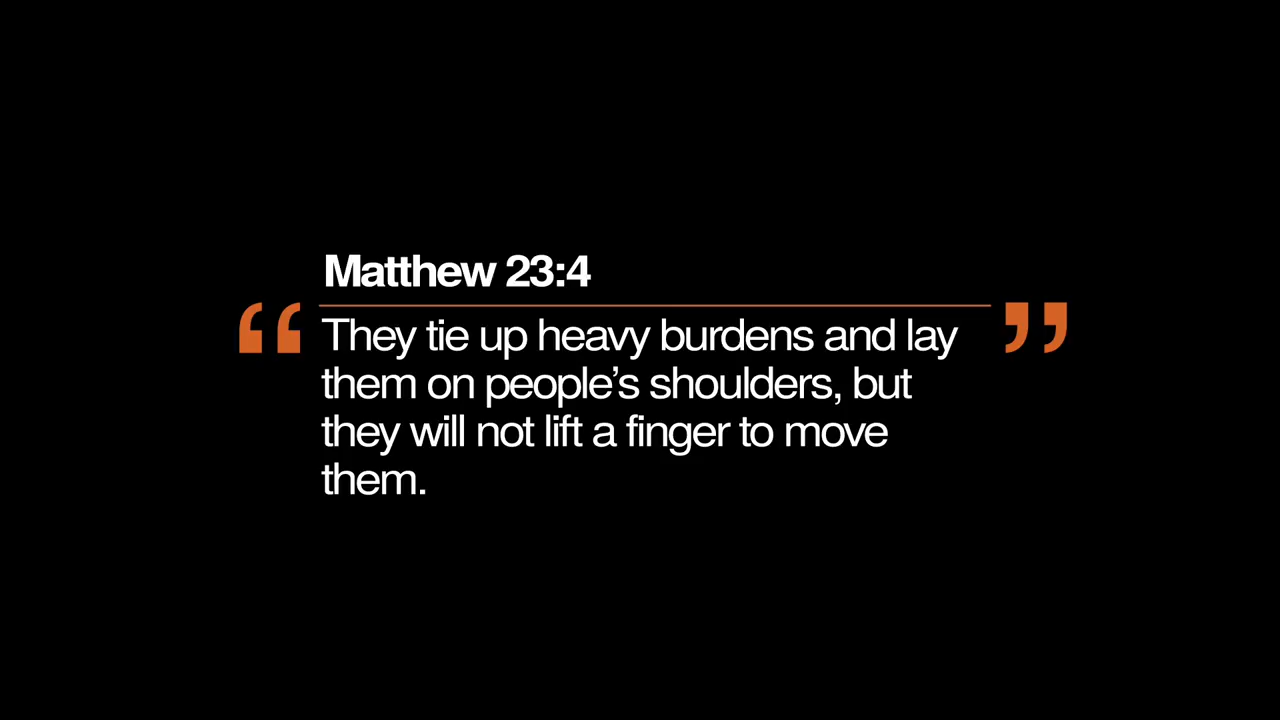 Matthew 23:4
“They tie up heavy burdens and lay”
them on people’s shoulders, but
they will not lift a finger to move
them.